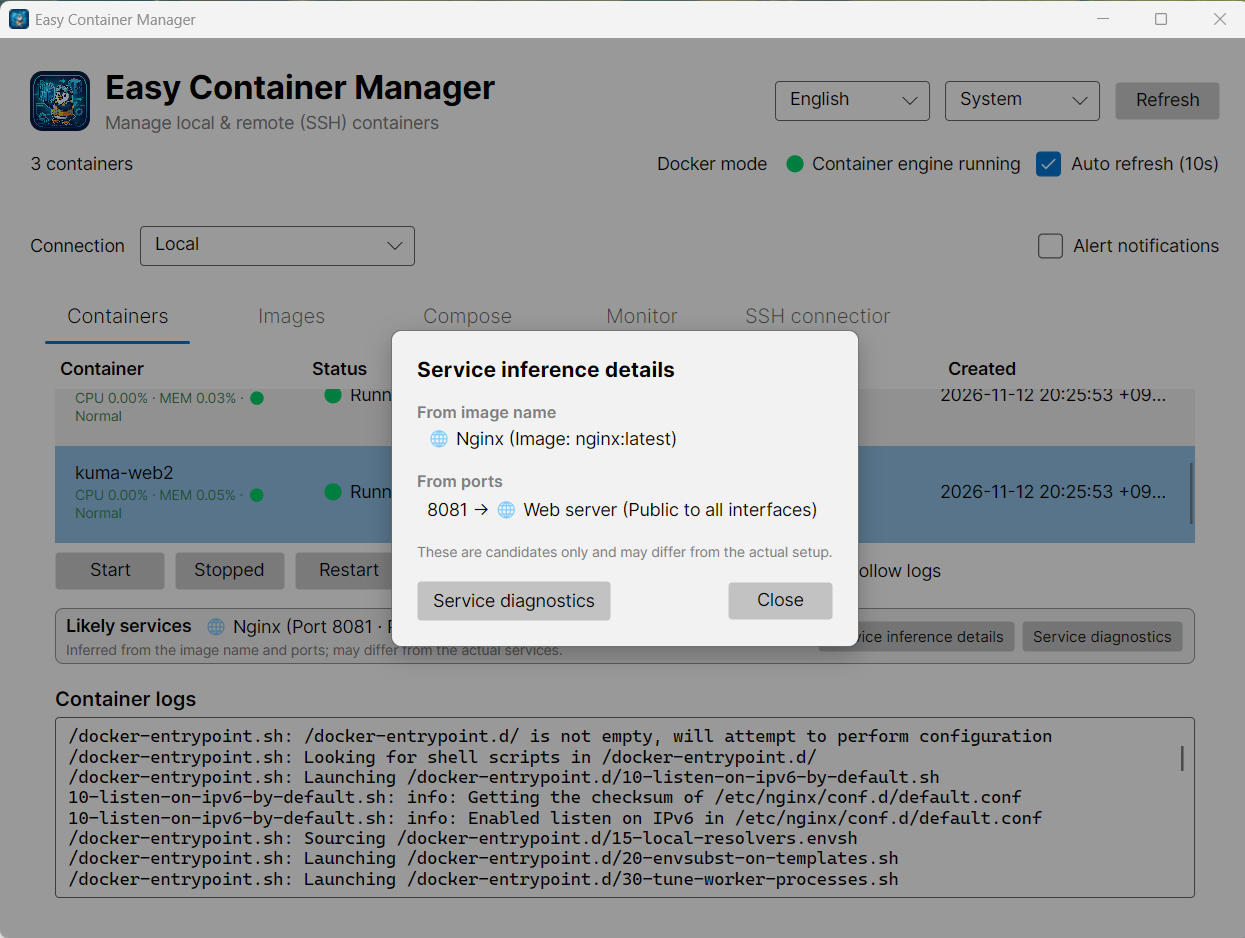 Easy Container Manager
Easy Container Manager
Manage local & remote (SSH) containers
English
System
Refresh
3 containers
Docker mode
Container engine running
Auto refresh (10s)
Connection
Local
Alert notifications
Containers
Images
Compose
Monitor
SSH connectior
Container
Status
Created
CPU 0.00% · MEM 0.03% ·
Normal
Runn
2026-11-12 20:25:53 +09...
kuma-web2
CPU 0.00% · MEM 0.05% ·
Normal
Runn
2026-11-12 20:25:53 +09...
Service inference details
From image name
Nginx (Image: nginx:latest)
From ports
8081 → Web server (Public to all interfaces)
These are candidates only and may differ from the actual setup.
Service diagnostics
Close
Start
Stopped
Restart
ollow logs
Likely services
Nginx (Port 8081 ·
Inferred from the image name and ports; may differ from the actual services.
vice inference details
Service diagnostics
Container logs
/docker-entrypoint.sh: /docker-entrypoint.d/ is not empty, will attempt to perform configuration
/docker-entrypoint.sh: Looking for shell scripts in /docker-entrypoint.d/
/docker-entrypoint.sh: Launching /docker-entrypoint.d/10-listen-on-ipv6-by-default.sh
10-listen-on-ipv6-by-default.sh: info: Getting the checksum of /etc/nginx/conf.d/default.conf
10-listen-on-ipv6-by-default.sh: info: Enabled listen on IPv6 in /etc/nginx/conf.d/default.conf
/docker-entrypoint.sh: Sourcing /docker-entrypoint.d/15-local-resolvers.envsh
/docker-entrypoint.sh: Launching /docker-entrypoint.d/20-envsubst-on-templates.sh
/docker-entrypoint.sh: Launching /docker-entrypoint.d/30-tune-worker-processes.sh